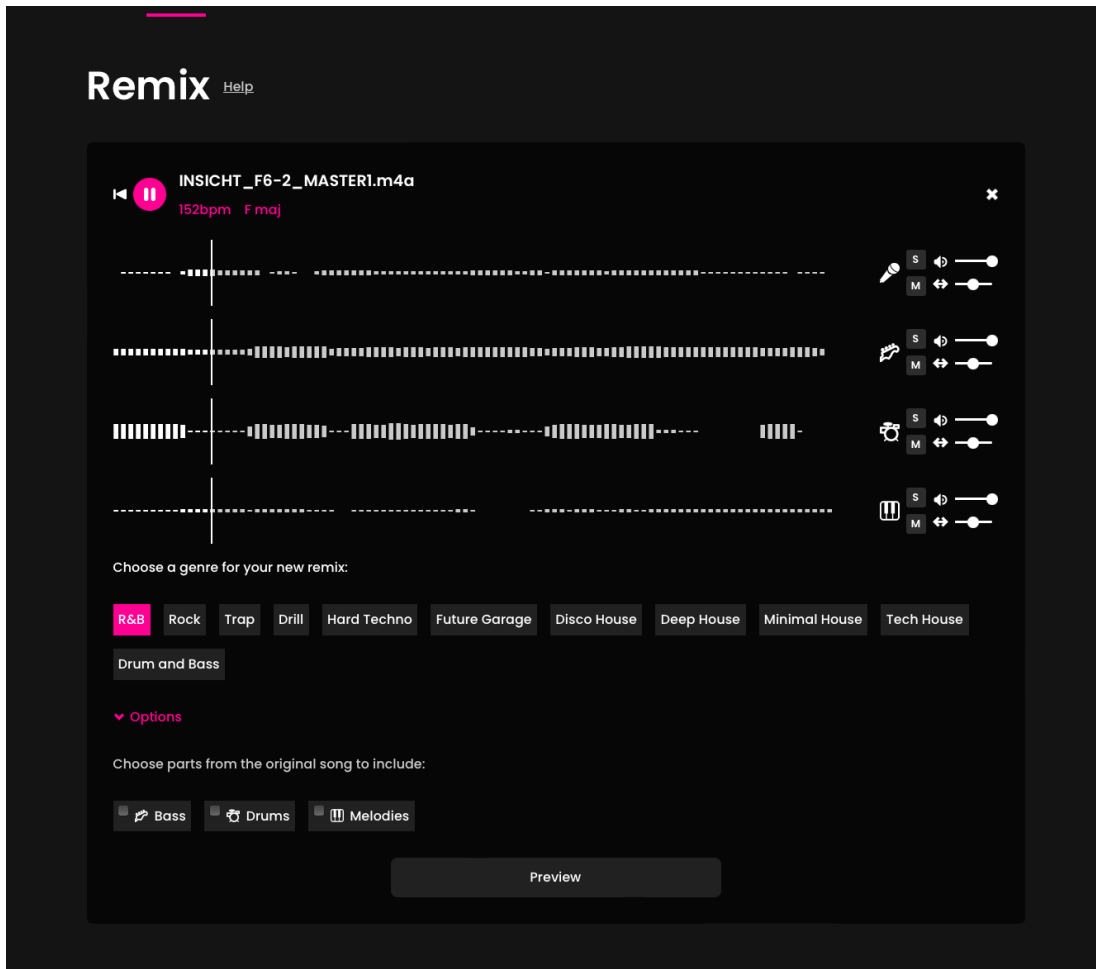 Remix Help
INSICHT_F6-2_MASTER1.m4a
152bpm F maj
S
M
S
M
S
M
S
M
Choose a genre for your new remix:
R&B Rock Trap Drill Hard Techno Future Garage Disco House Deep House Minimal House Tech House
Drum and Bass
Options
Choose parts from the original song to include:
Bass Drums Melodies
Preview